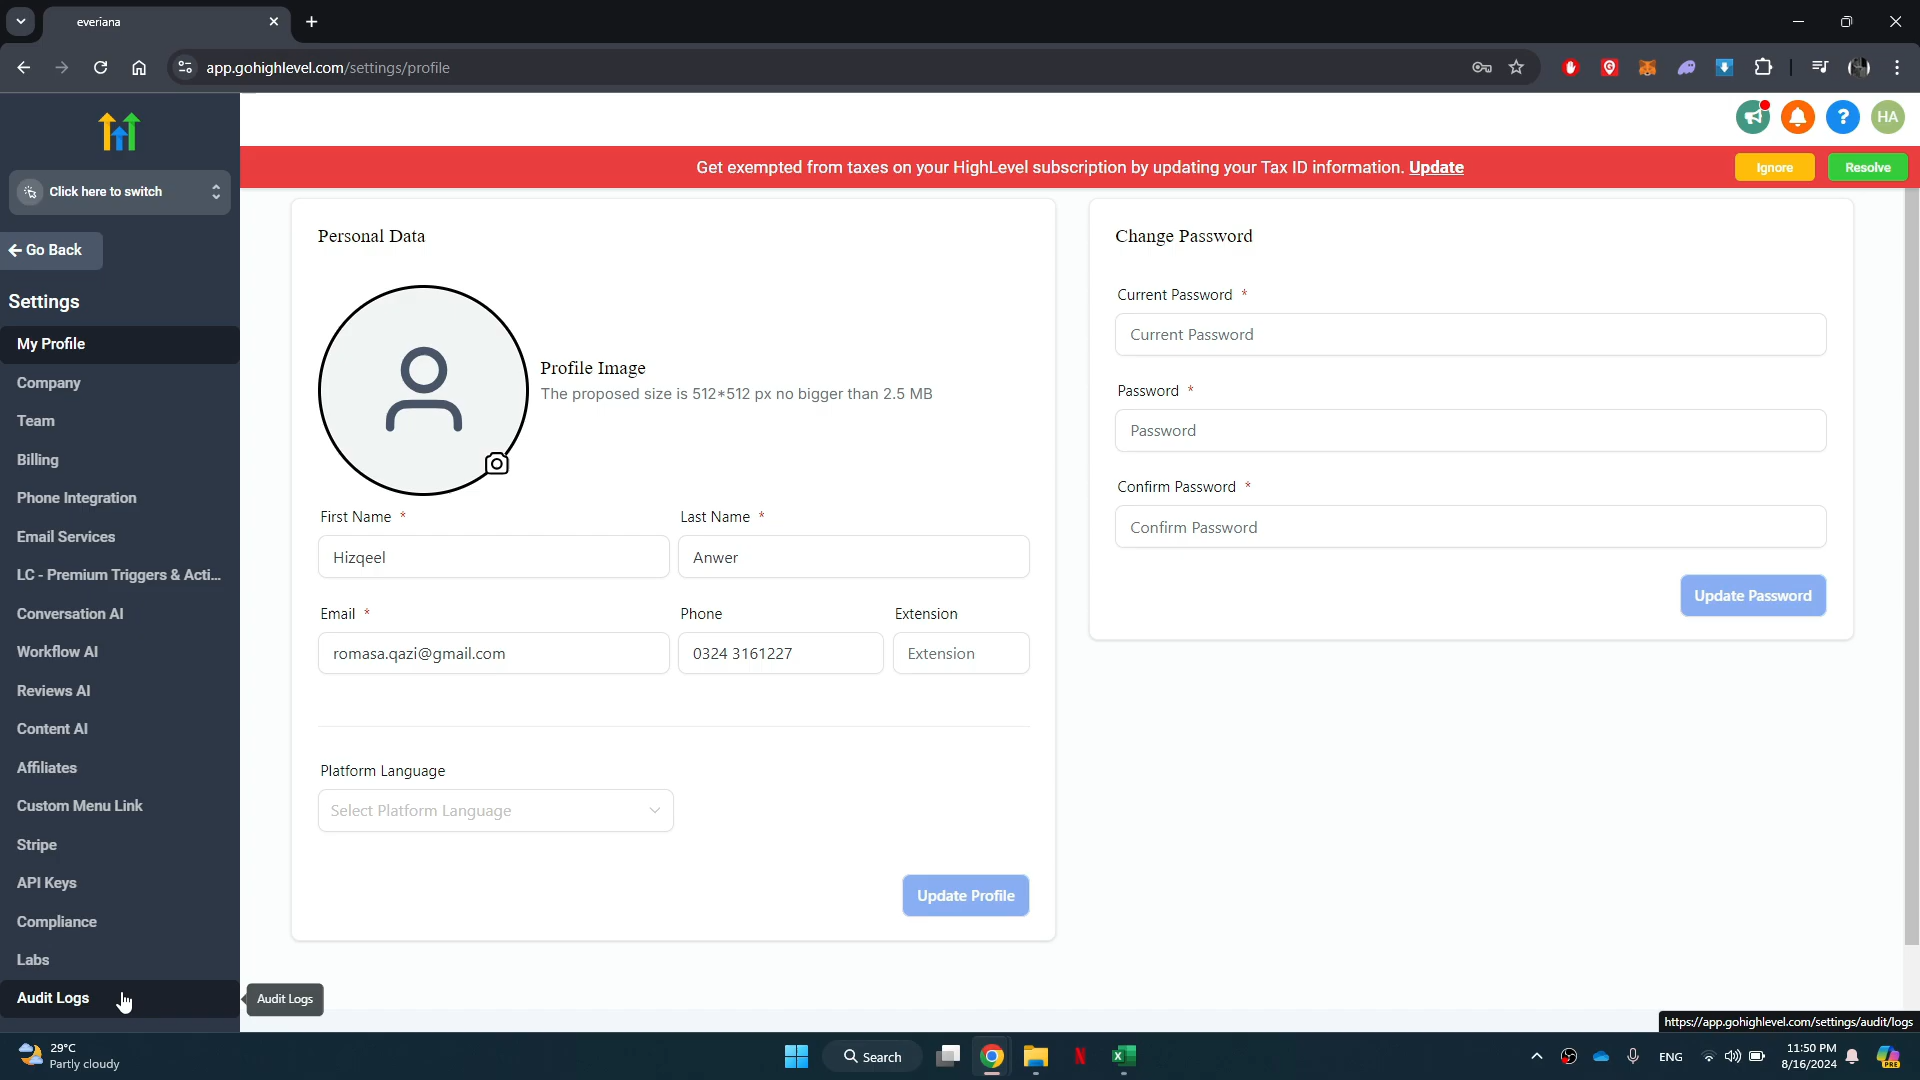 everiana
app.gohighlevel.com/settings/profile
HA
Get exempted from taxes on your HighLevel subscription by updating your Tax ID information. Update
Ignore
Resolve
Click here to switch
Go Back
Settings
My Profile
Company
Team
Billing
Phone Integration
Email Services
LC - Premium Triggers & Acti...
Conversation AI
Workflow AI
Reviews AI
Content AI
Affiliates
Custom Menu Link
Stripe
API Keys
Compliance
Labs
Audit Logs
Audit Logs
Personal Data
Profile Image
The proposed size is 512*512 px no bigger than 2.5 MB
First Name *
Last Name *
Hizqeel
Anwer
Email *
Phone
Extension
romasa.qazi@gmail.com
0324 3161227
Extension
Platform Language
Select Platform Language
Update Profile
Change Password
Current Password *
Current Password
Password *
Password
Confirm Password *
Confirm Password
Update Password
https://app.gohighlevel.com/settings/audit/logs
29°C
Partly cloudy
Search
ENG
11:50 PM
8/16/2024
PRE